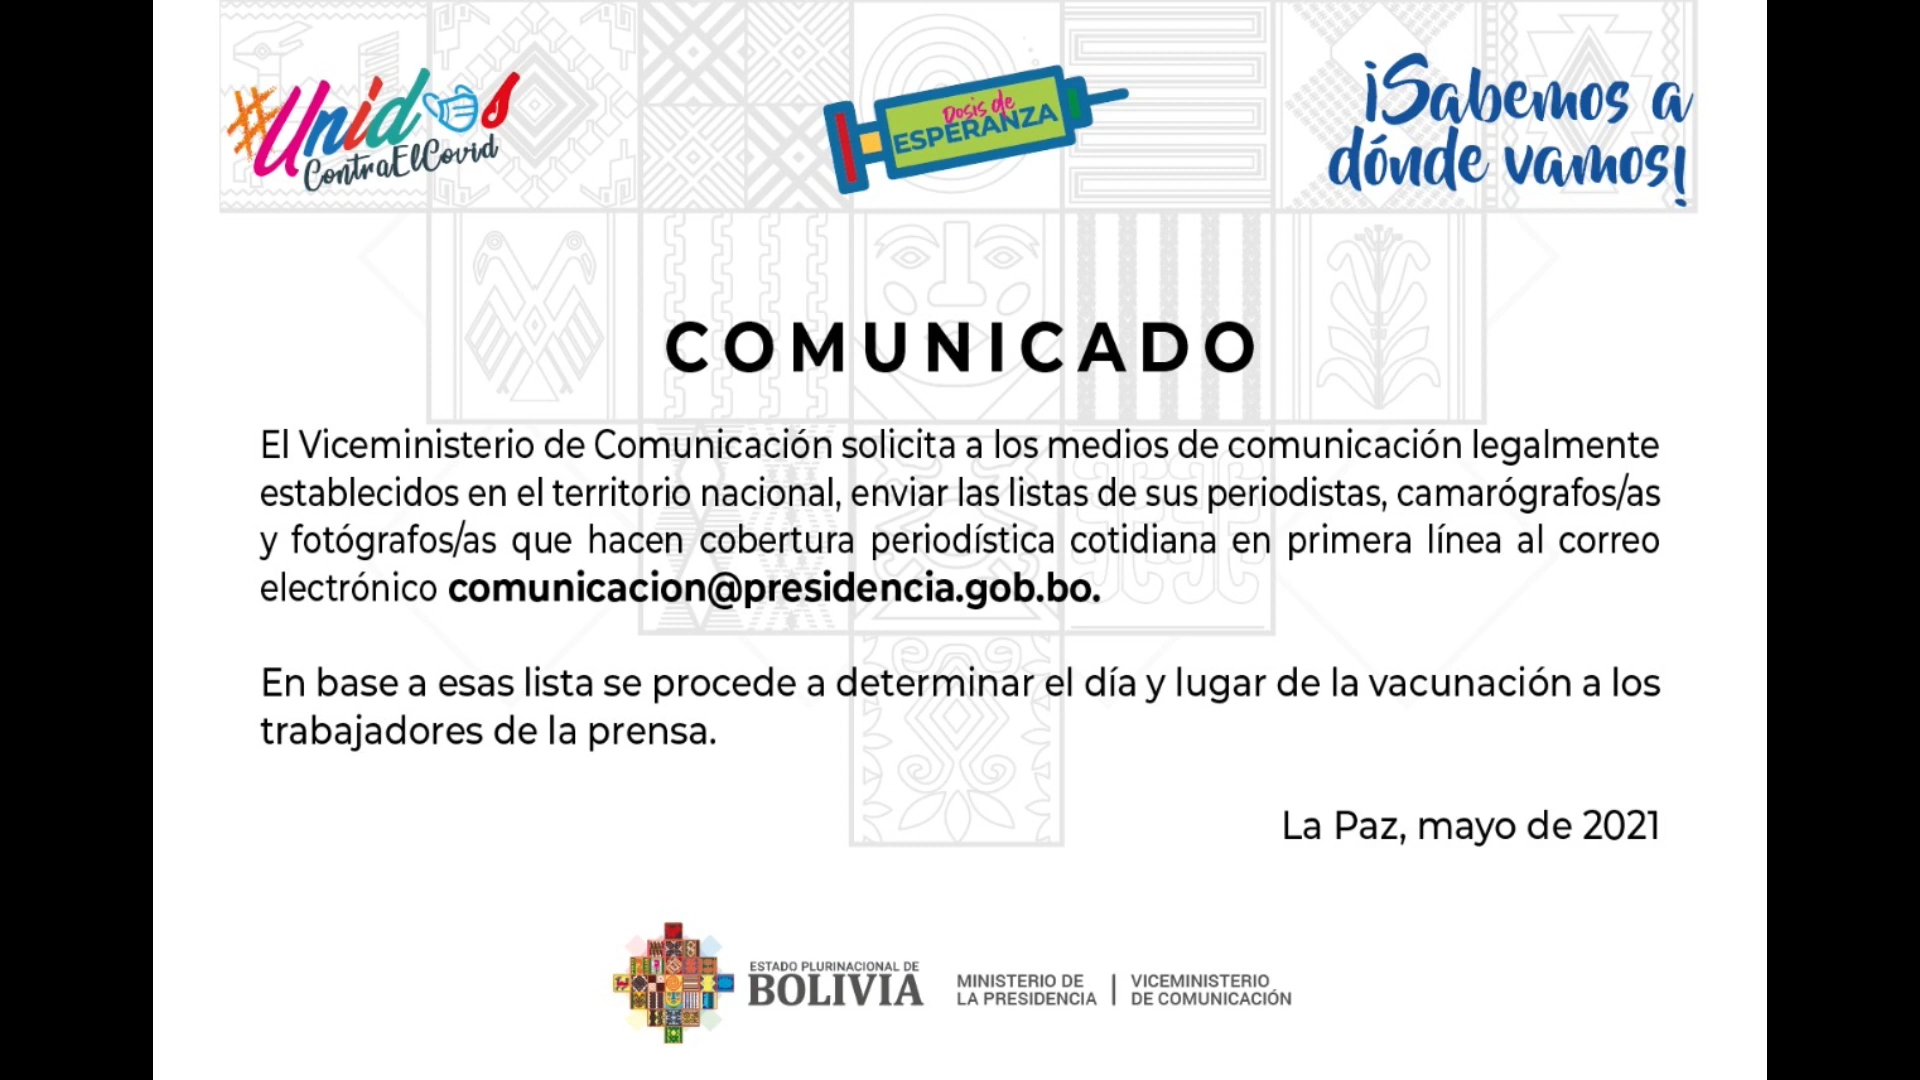 #Unidos
ContraElCovid
Dosis de
ESPERANZA
¡Sabemos a
dónde vamos!
COMUNICADO
El Viceministerio de Comunicación solicita a los medios de comunicación legalmente
establecidos en el territorio nacional, enviar las listas de sus periodistas, camarógrafos/as
y fotógrafos/as que hacen cobertura periodística cotidiana en primera línea al correo
electrónico comunicacion@presidencia.gob.bo.
En base a esas lista se procede a determinar el día y lugar de la vacunación a los
trabajadores de la prensa.
La Paz, mayo de 2021
ESTADO PLURINACIONAL DE
BOLIVIA
MINISTERIO DE
LA PRESIDENCIA
VICEMINISTERIO
DE COMUNICACIÓN